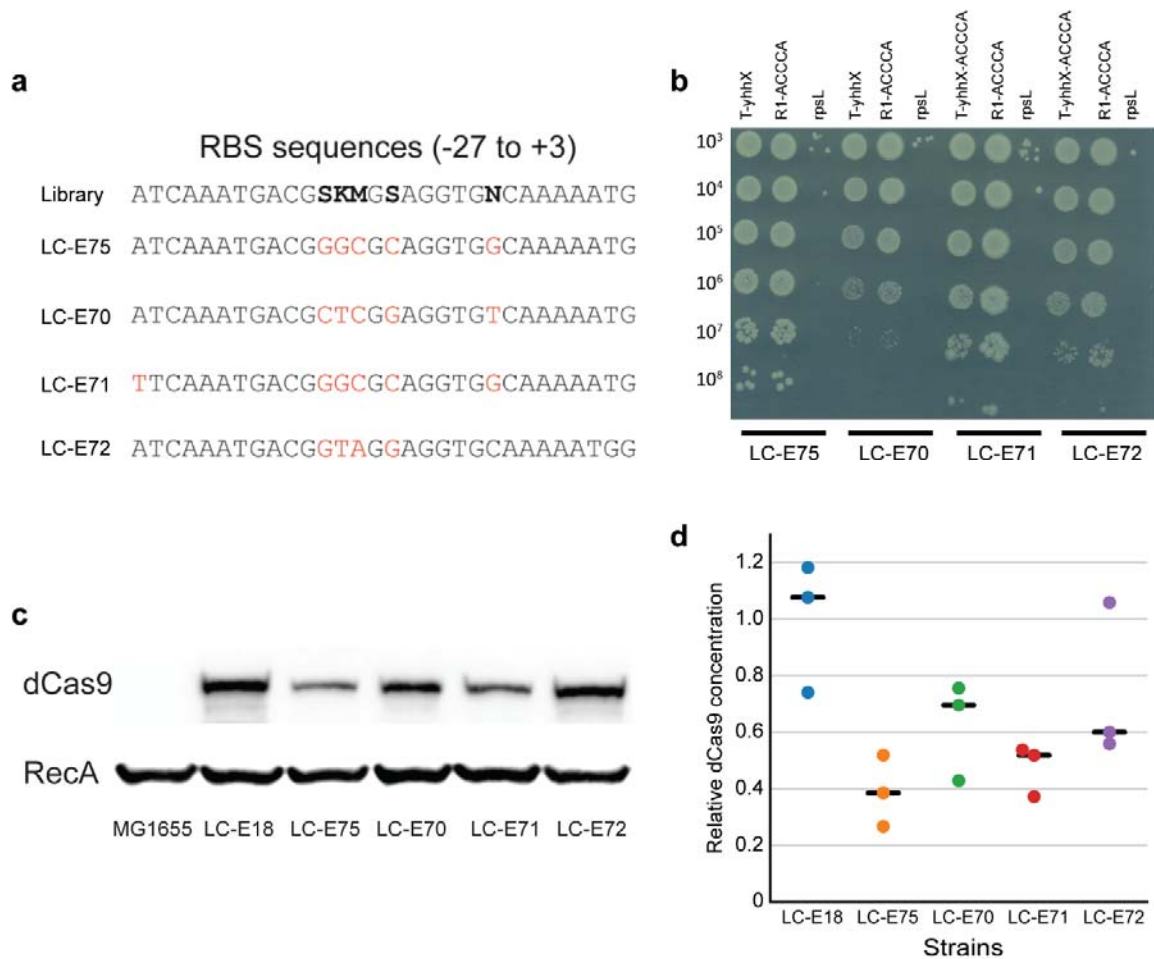 a
RBS sequences (-27 to +3)
Library ATCAAATGACGSKMGSAGGTGNCAAAAATG
LC-E75 ATCAAATGACGGGCGCAGGTGGCAAAAATG
LC-E70 ATCAAATGACGCTCGGAGGTGTCAAAAATG
LC-E71 TTCAAATGACGGGCGCAGGTGGCAAAAATG
LC-E72 ATCAAATGACGGTAGGAGGTGCAAAAATGG
b
T-yhhX R1-ACCCA rpsL T-yhhX R1-ACCCA rpsL T-yhhX-ACCCA R1-ACCCA rpsL T-yhhX-ACCCA R1-ACCCA rpsL
10³
10⁴
10⁵
10⁶
10⁷
10⁸
LC-E75 LC-E70 LC-E71 LC-E72
c
dCas9
RecA
MG1655 LC-E18 LC-E75 LC-E70 LC-E71 LC-E72
d
Relative dCas9 concentration
1.2
1.0
0.8
0.6
0.4
0.2
0
LC-E18 LC-E75 LC-E70 LC-E71 LC-E72
Strains